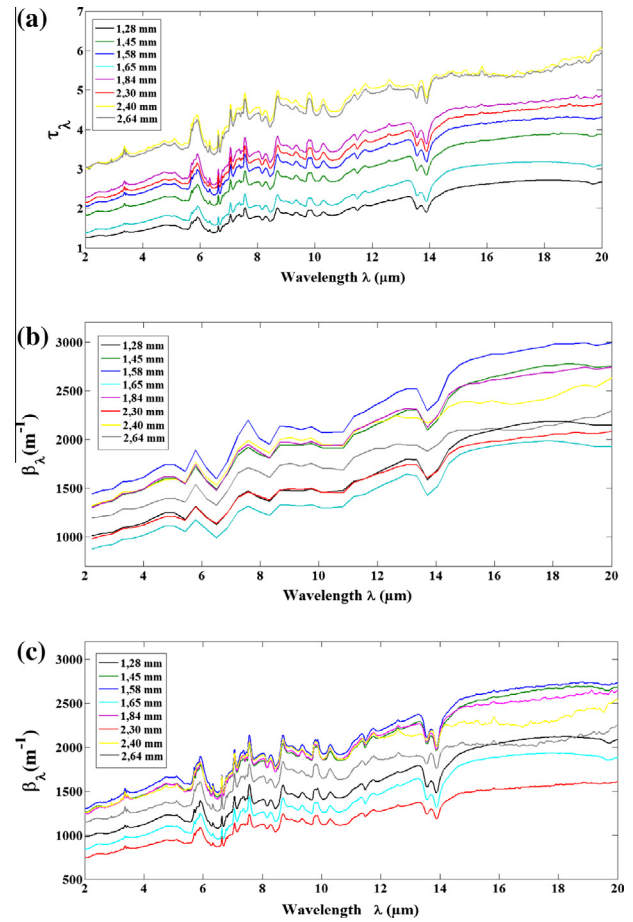 (a)
7
6
5
4
3
2
1
τλ
1,28 mm
1,45 mm
1,58 mm
1,65 mm
1,84 mm
2,30 mm
2,40 mm
2,64 mm
2 4 6 8 10 12 14 16 18 20
Wavelength λ (μm)
(b)
3000
2500
2000
1500
1000
βλ(m⁻¹)
1,28 mm
1,45 mm
1,58 mm
1,65 mm
1,84 mm
2,30 mm
2,40 mm
2,64 mm
2 4 6 8 10 12 14 16 18 20
Wavelength λ (μm)
(c)
3000
2500
2000
1500
1000
500
βλ(m⁻¹)
1,28 mm
1,45 mm
1,58 mm
1,65 mm
1,84 mm
2,30 mm
2,40 mm
2,64 mm
2 4 6 8 10 12 14 16 18 20
Wavelength λ (μm)